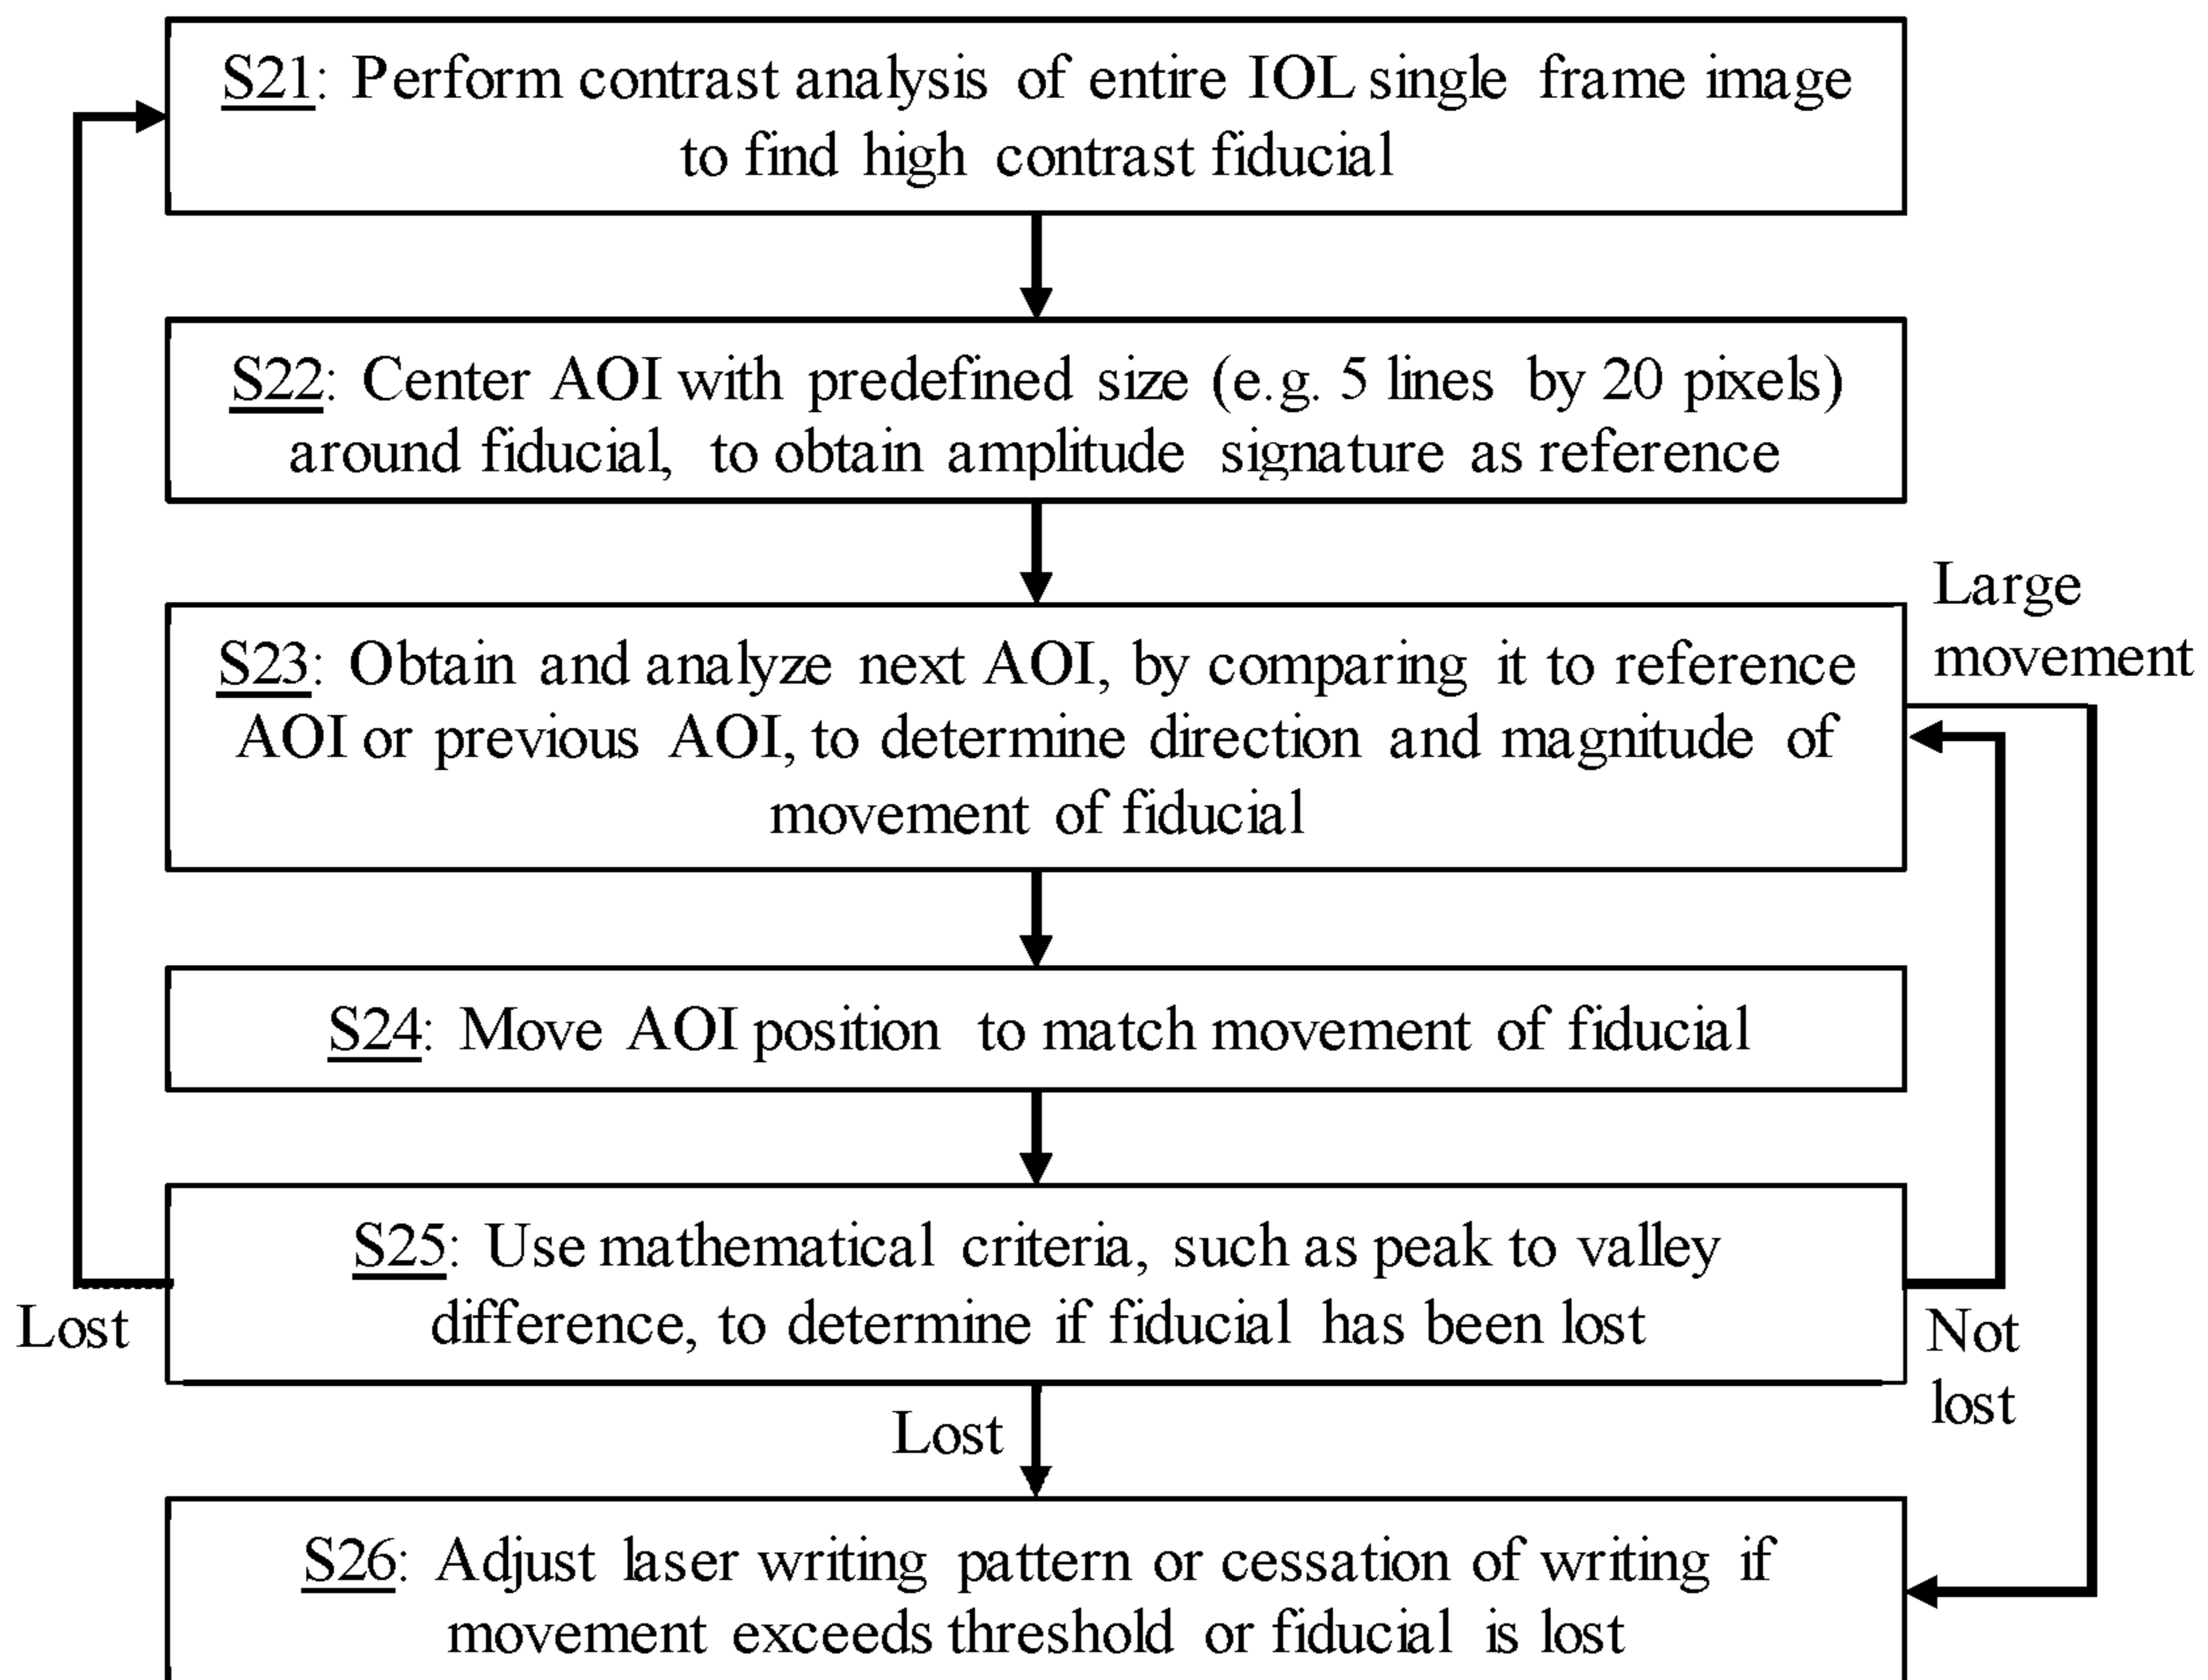 S21: Perform contrast analysis of entire IOL single frame image
to find high contrast fiducial
S22: Center AOI with predefined size (e.g. 5 lines by 20 pixels)
around fiducial, to obtain amplitude signature as reference
Large
movement
S23: Obtain and analyze next AOI, by comparing it to reference
AOI or previous AOI, to determine direction and magnitude of
movement of fiducial
S24: Move AOI position to match movement of fiducial
S25: Use mathematical criteria, such as peak to valley
difference, to determine if fiducial has been lost
Lost
Not
lost
Lost
S26: Adjust laser writing pattern or cessation of writing if
movement exceeds threshold or fiducial is lost